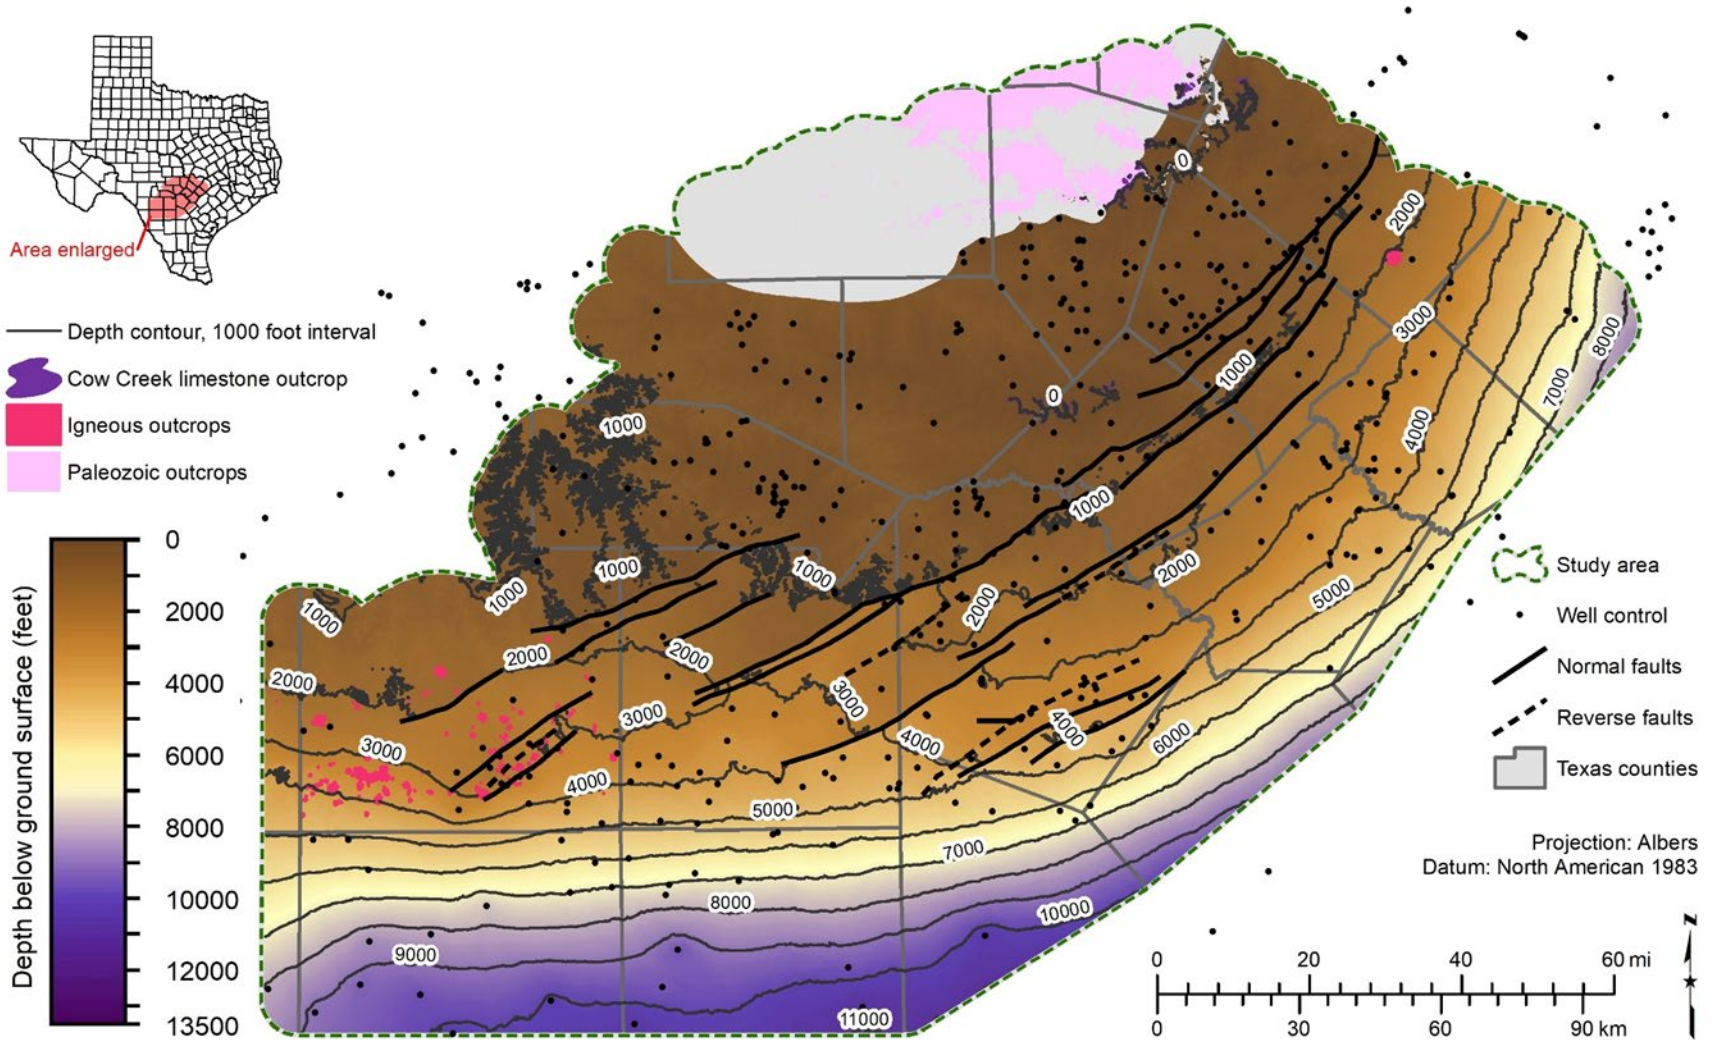 Area enlarged
Depth contour, 1000 foot interval
Cow Creek limestone outcrop
Igneous outcrops
Paleozoic outcrops
Depth below ground surface (feet)
0
2000
4000
6000
8000
10000
12000
13500
0
2000
3000
8000
1000
7000
0
4000
1000
1000
1000
1000
1000
2000
1000
2000
5000
1000
2000
2000
2000
3000
3000
4000
4000
6000
3000
4000
5000
7000
8000
10000
9000
11000
Study area
Well control
Normal faults
Reverse faults
Texas counties
Projection: Albers
Datum: North American 1983
N
0 20 40 60 mi
0 30 60 90 km